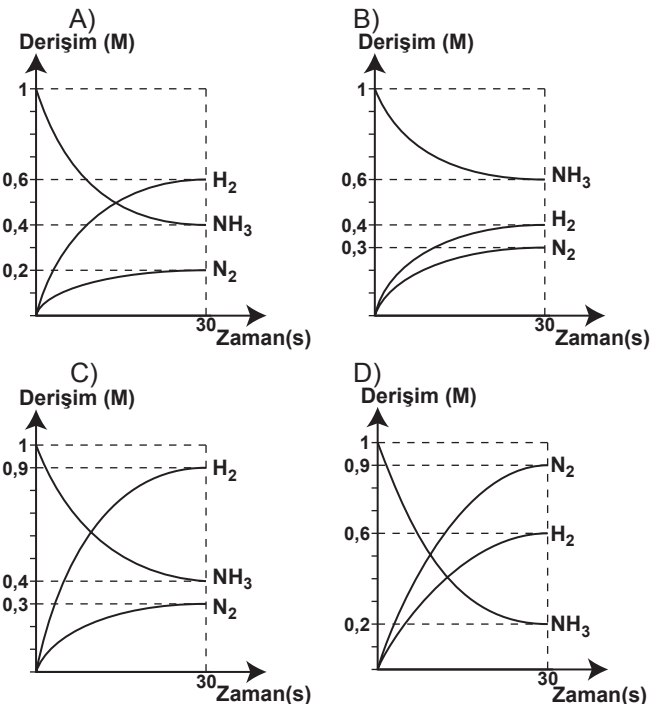 A)
Derişim (M)
1
0,6
H2
0,4
NH3
0,2
N2
30
Zaman(s)
B)
Derişim (M)
1
0,6
NH3
0,4
H2
0,3
N2
30
Zaman(s)
C)
Derişim (M)
1
0,9
H2
0,4
NH3
0,3
N2
30
Zaman(s)
D)
Derişim (M)
1
0,9
N2
0,6
H2
0,2
NH3
30
Zaman(s)